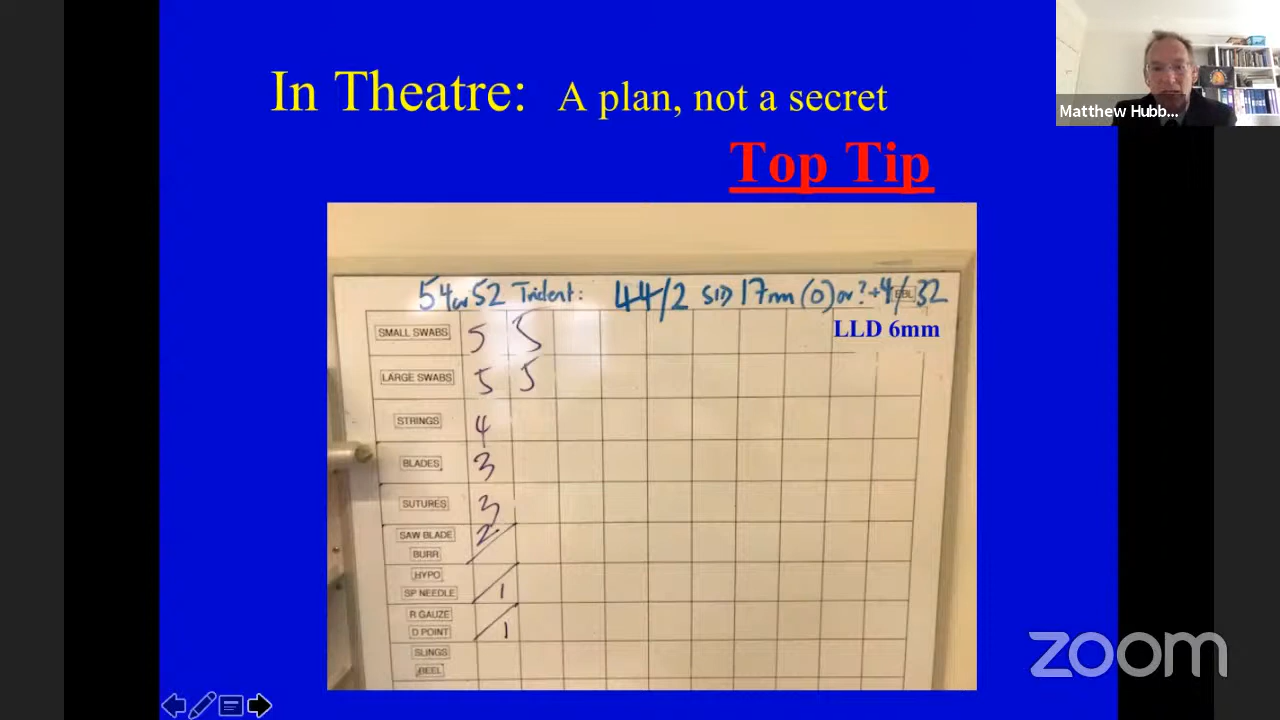 In Theatre: A plan, not a secret
Matthew Hubb...
Top Tip
54 or 52 Trident: 44/2 SID 17mm (0) or ? +4/32
LLD 6mm
SMALL SWABS 5 5
LARGE SWABS 5 5
STRINGS 4
BLADES 3
SUTURES 3
SAW BLADE 2
BURR
HYPO
SP NEEDLE 1
R GAUZE
D POINT 1
SLINGS
REEL
zoom